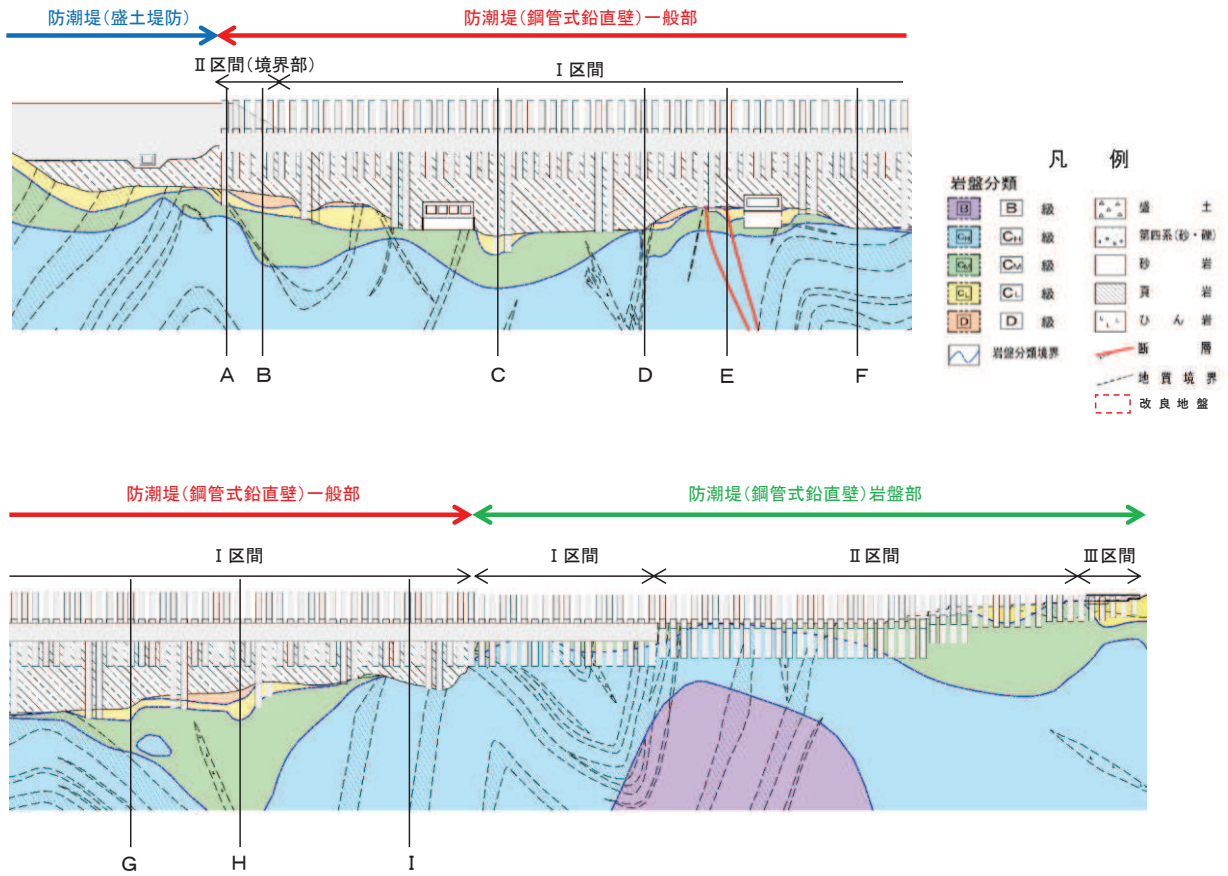 防潮堤(盛土堤防)
防潮堤(鋼管式鉛直壁)一般部
Ⅱ区間(境界部)
Ⅰ区間
A
B
C
D
E
F
凡 例
岩盤分類
B B 級
CH CH 級
CM CM 級
CL CL 級
D D 級
岩盤分類境界
盛 土
第四系(砂・礫)
砂 岩
頁 岩
ひ ん 岩
断 層
地 質 境 界
改 良 地 盤
防潮堤(鋼管式鉛直壁)一般部
防潮堤(鋼管式鉛直壁)岩盤部
Ⅰ区間
Ⅰ区間
Ⅱ区間
Ⅲ区間
G
H
I